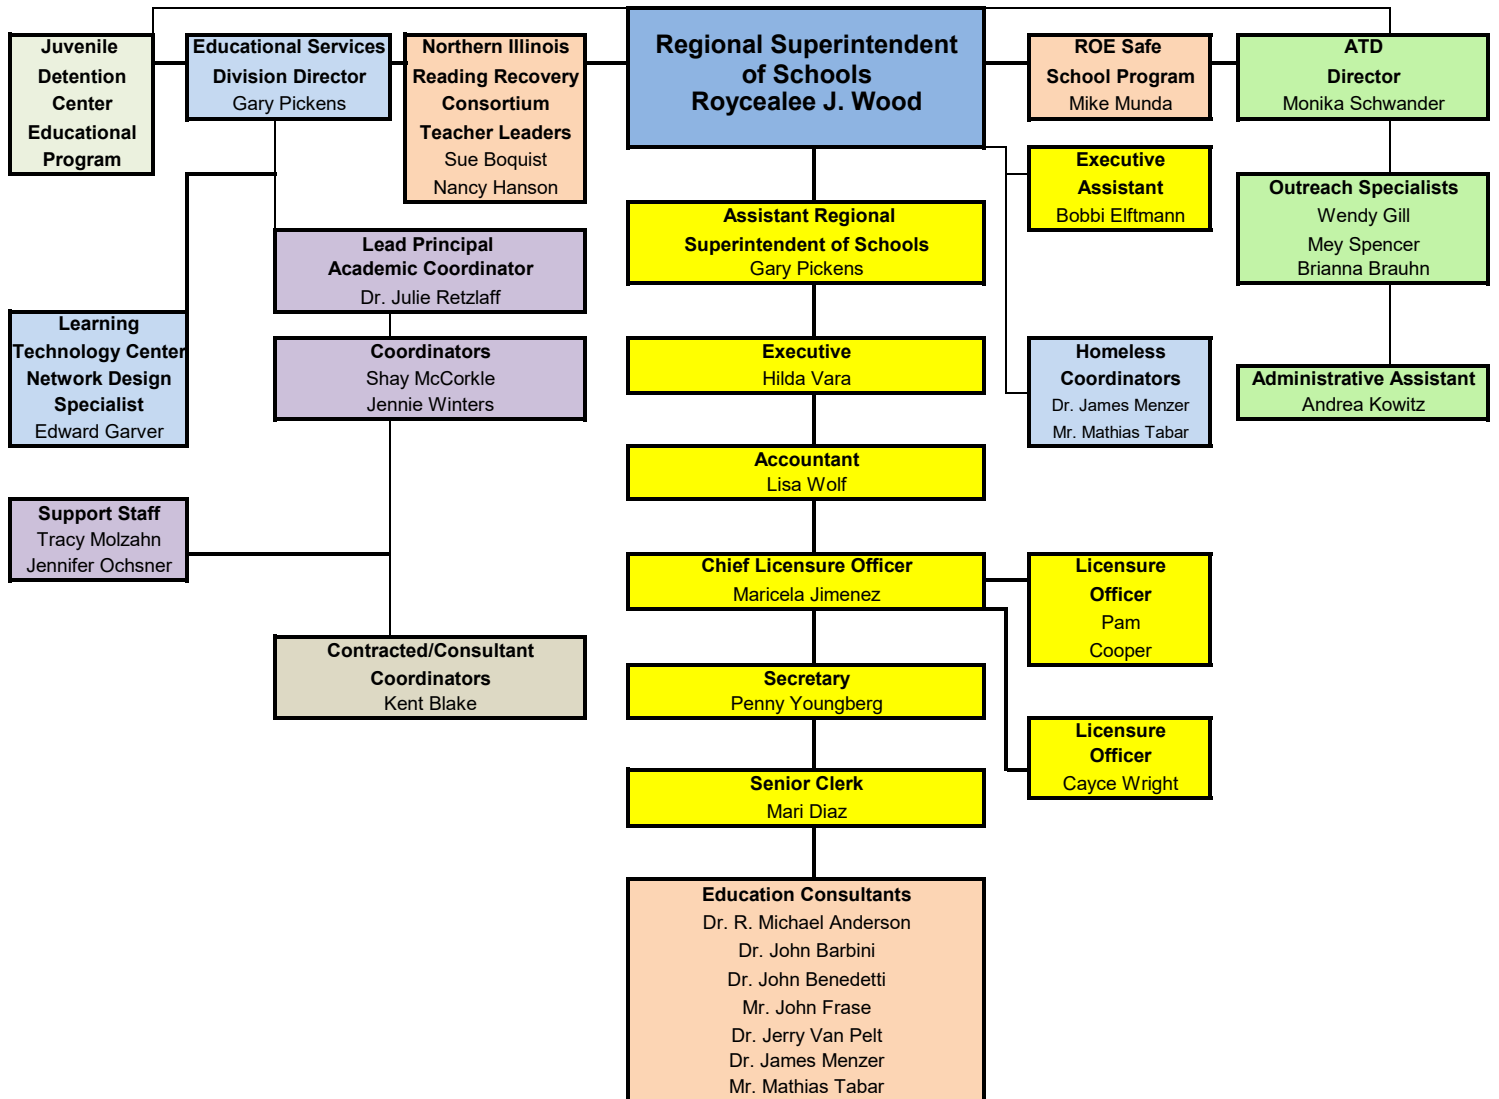 Juvenile
Detention
Center
Educational
Program
Educational Services
Division Director
Gary Pickens
Northern Illinois
Reading Recovery
Consortium
Teacher Leaders
Sue Boquist
Nancy Hanson
Regional Superintendent
of Schools
Roycealee J. Wood
ROE Safe
School Program
Mike Munda
ATD
Director
Monika Schwander
Executive
Assistant
Bobbi Elftmann
Outreach Specialists
Wendy Gill
Mey Spencer
Brianna Brauhn
Assistant Regional
Superintendent of Schools
Gary Pickens
Lead Principal
Academic Coordinator
Dr. Julie Retzlaff
Learning
Technology Center
Network Design
Specialist
Edward Garver
Coordinators
Shay McCorkle
Jennie Winters
Executive
Hilda Vara
Homeless
Coordinators
Dr. James Menzer
Mr. Mathias Tabar
Administrative Assistant
Andrea Kowitz
Accountant
Lisa Wolf
Support Staff
Tracy Molzahn
Jennifer Ochsner
Chief Licensure Officer
Maricela Jimenez
Licensure
Officer
Pam
Cooper
Contracted/Consultant
Coordinators
Kent Blake
Secretary
Penny Youngberg
Licensure
Officer
Cayce Wright
Senior Clerk
Mari Diaz
Education Consultants
Dr. R. Michael Anderson
Dr. John Barbini
Dr. John Benedetti
Mr. John Frase
Dr. Jerry Van Pelt
Dr. James Menzer
Mr. Mathias Tabar